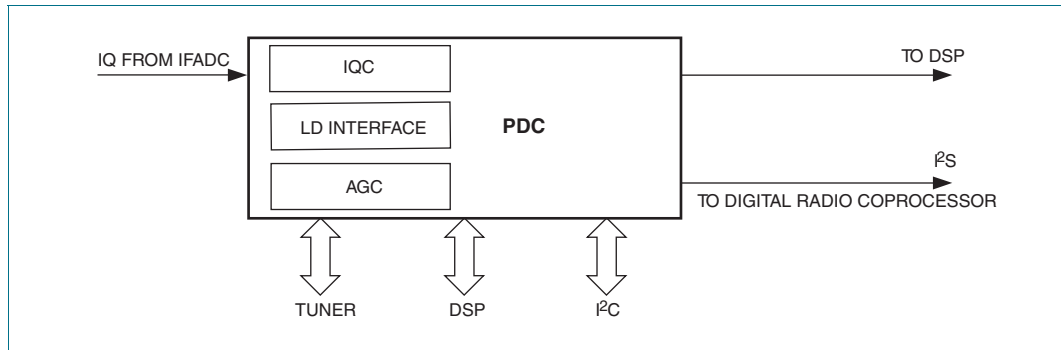 IQ FROM IFADC
IQC
TO DSP
LD INTERFACE
PDC
AGC
I²S
TO DIGITAL RADIO COPROCESSOR
TUNER
DSP
I²C